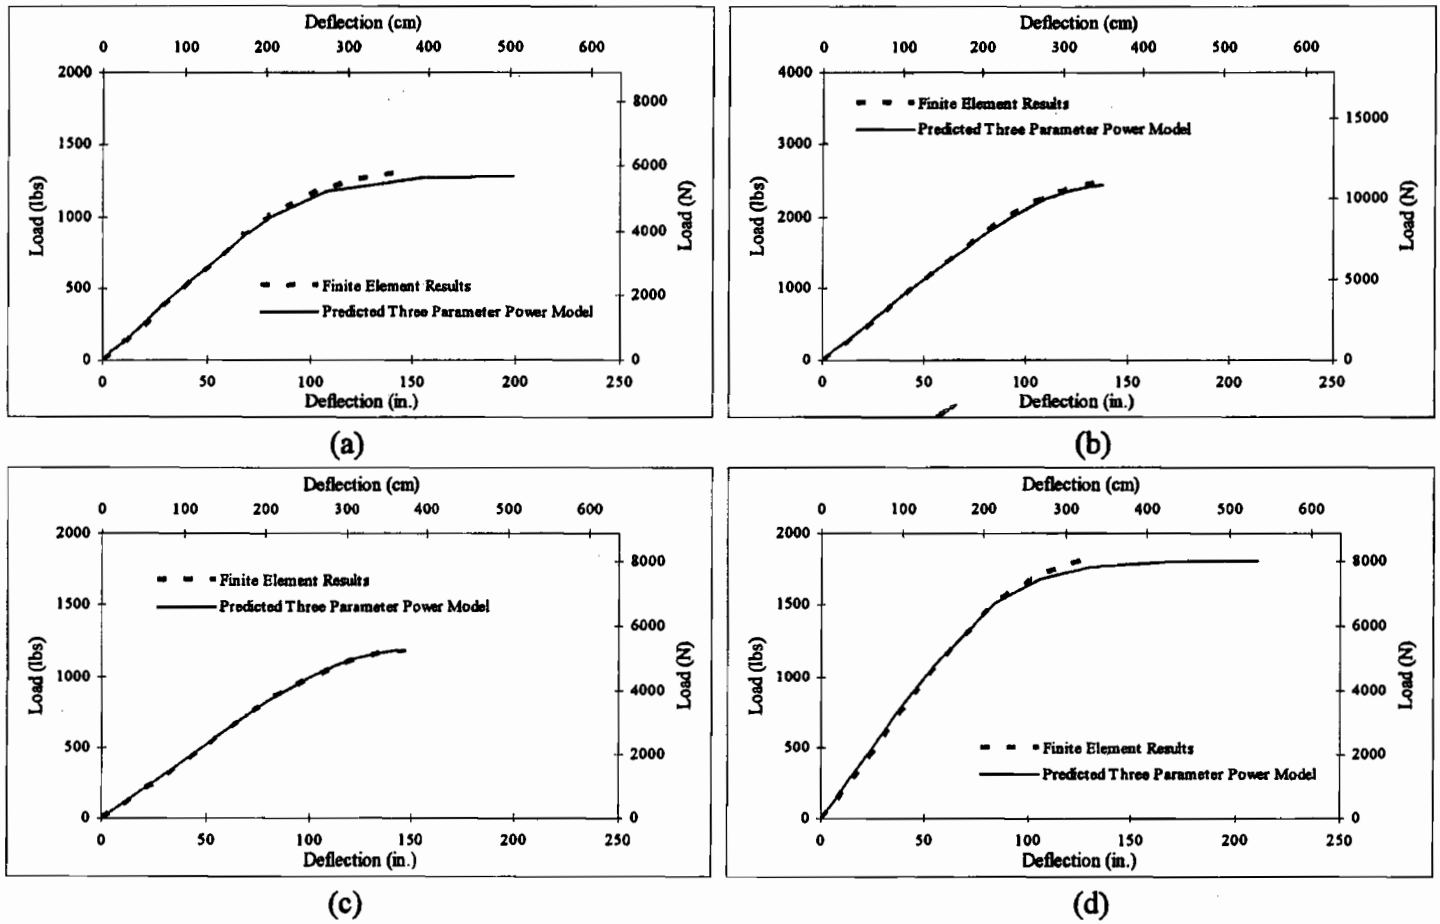 Deflection (cm)
0 100 200 300 400 500 600
2000
1500
1000
500
0
Load (lbs)
8000
6000
4000
2000
0
Load (N)
Finite Element Results
Predicted Three Parameter Power Model
0 50 100 150 200 250
Deflection (in.)
(a)
Deflection (cm)
0 100 200 300 400 500 600
4000
3000
2000
1000
0
Load (lbs)
15000
10000
5000
0
Load (N)
Finite Element Results
Predicted Three Parameter Power Model
0 50 100 150 200 250
Deflection (in.)
(b)
Deflection (cm)
0 100 200 300 400 500 600
2000
1500
1000
500
0
Load (lbs)
8000
6000
4000
2000
0
Load (N)
Finite Element Results
Predicted Three Parameter Power Model
0 50 100 150 200 250
Deflection (in.)
(c)
Deflection (cm)
0 100 200 300 400 500 600
2000
1500
1000
500
0
Load (lbs)
8000
6000
4000
2000
0
Load (N)
Finite Element Results
Predicted Three Parameter Power Model
0 50 100 150 200 250
Deflection (in.)
(d)